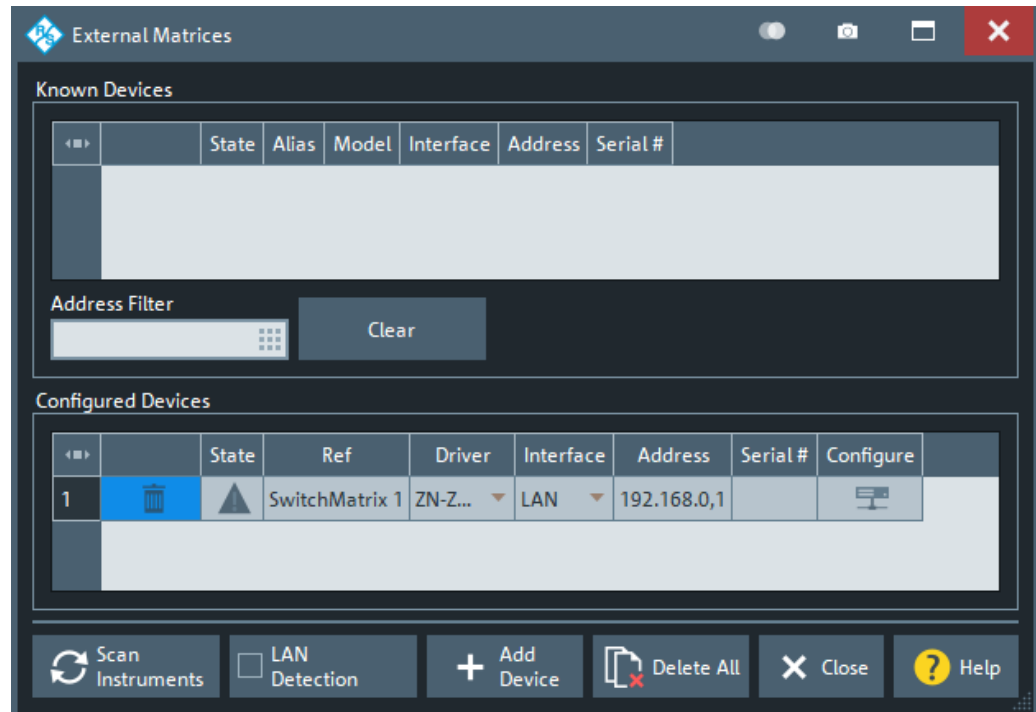 External Matrices
Known Devices
State Alias Model Interface Address Serial #
Address Filter
Clear
Configured Devices
State Ref Driver Interface Address Serial # Configure
1 SwitchMatrix 1 ZN-Z... LAN 192.168.0,1
Scan
Instruments
LAN
Detection
Add
Device
Delete All
Close
? Help